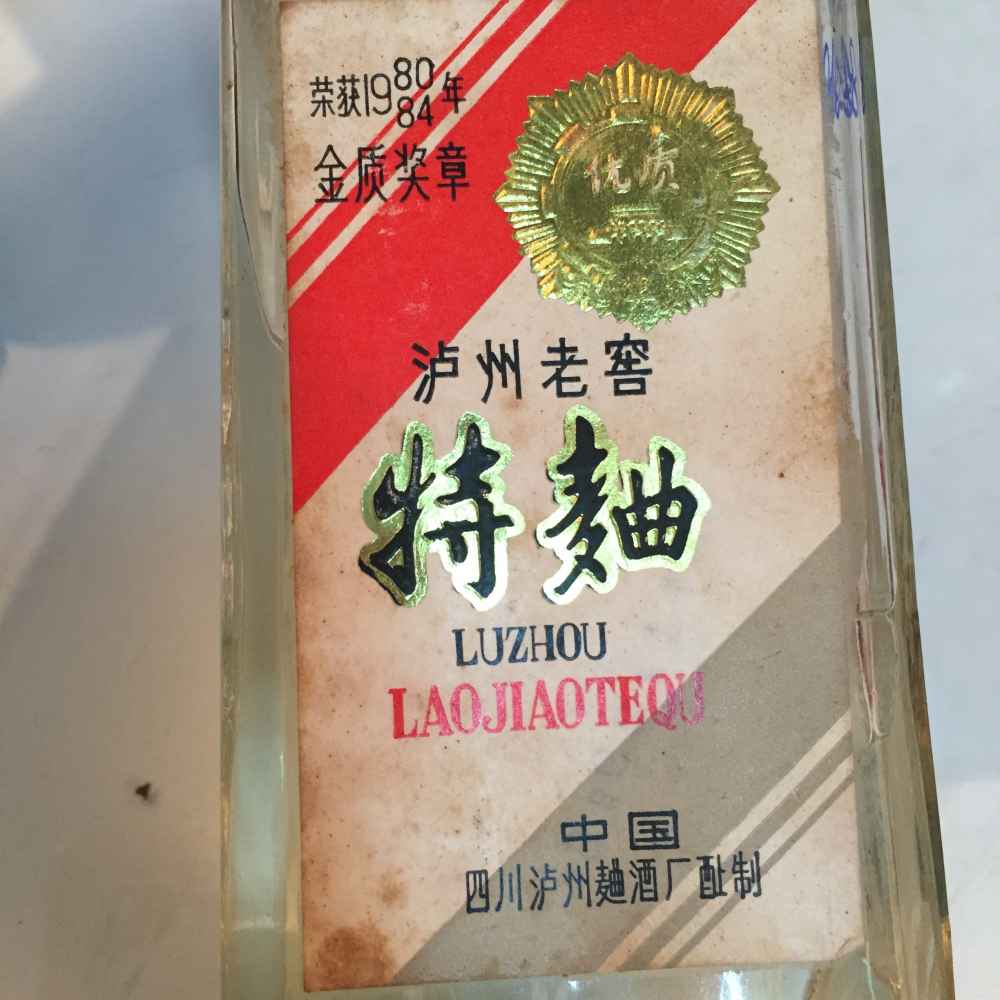 荣获1980 84年
金质奖章
优质
泸州老窖
特麯
LUZHOU
LAOJIAOTEQU
中国
四川泸州麯酒厂酿制